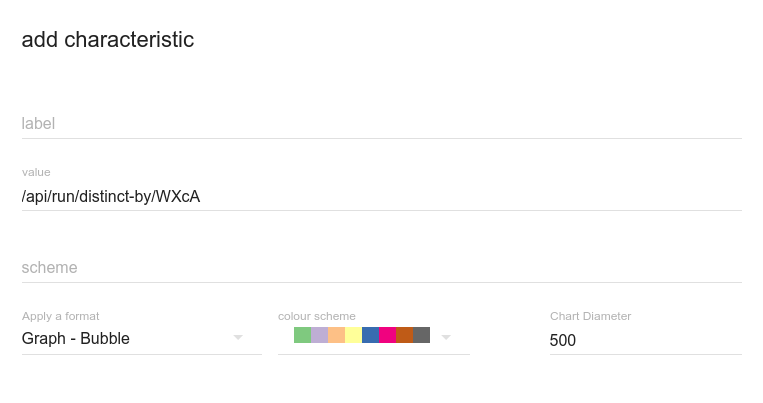 add characteristic
label
value
/api/run/distinct-by/WXcA
scheme
Apply a format
colour scheme
Chart Diameter
Graph - Bubble
500